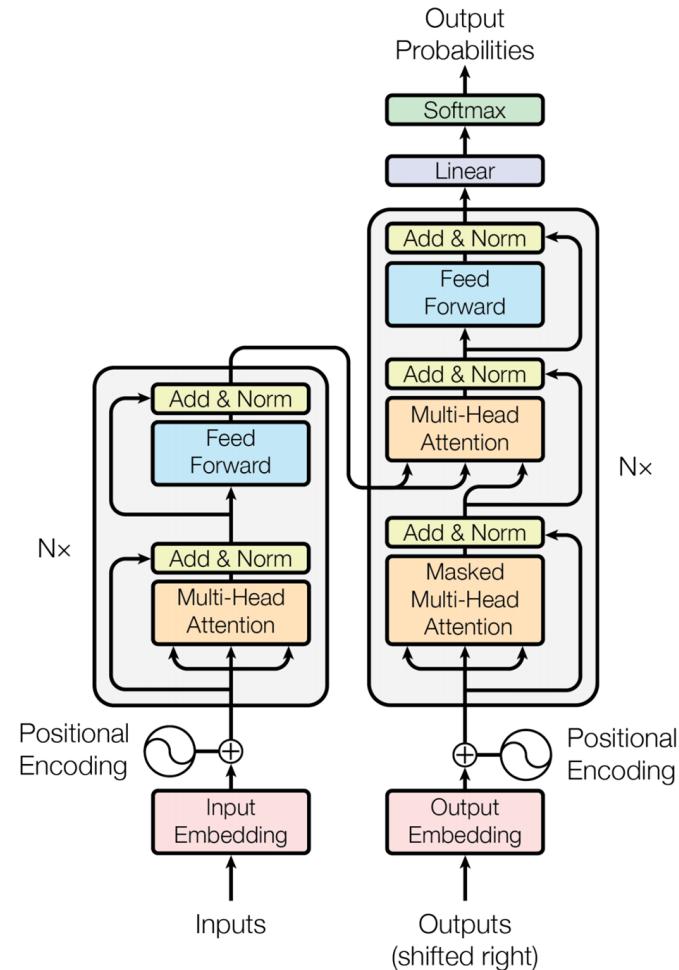 Output
Probabilities
Softmax
Linear
Add & Norm
Feed
Forward
Add & Norm
Multi-Head
Attention
Add & Norm
Masked
Multi-Head
Attention
N×
Add & Norm
Feed
Forward
Add & Norm
Multi-Head
Attention
N×
Positional
Encoding
Positional
Encoding
Input
Embedding
Output
Embedding
Inputs
Outputs
(shifted right)